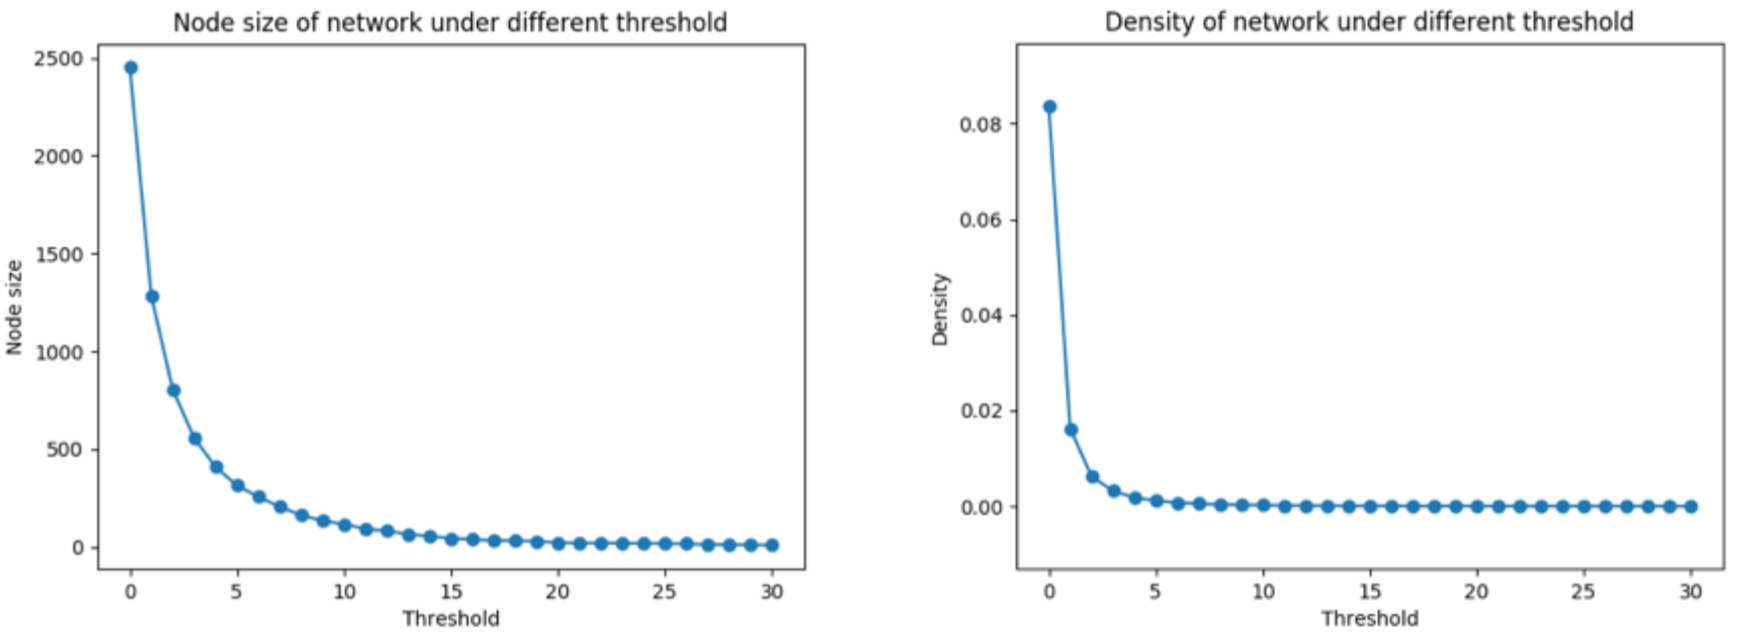 Node size of network under different threshold
Node size
2500
2000
1500
1000
500
0
0 5 10 15 20 25 30
Threshold
Density of network under different threshold
Density
0.08
0.06
0.04
0.02
0.00
0 5 10 15 20 25 30
Threshold